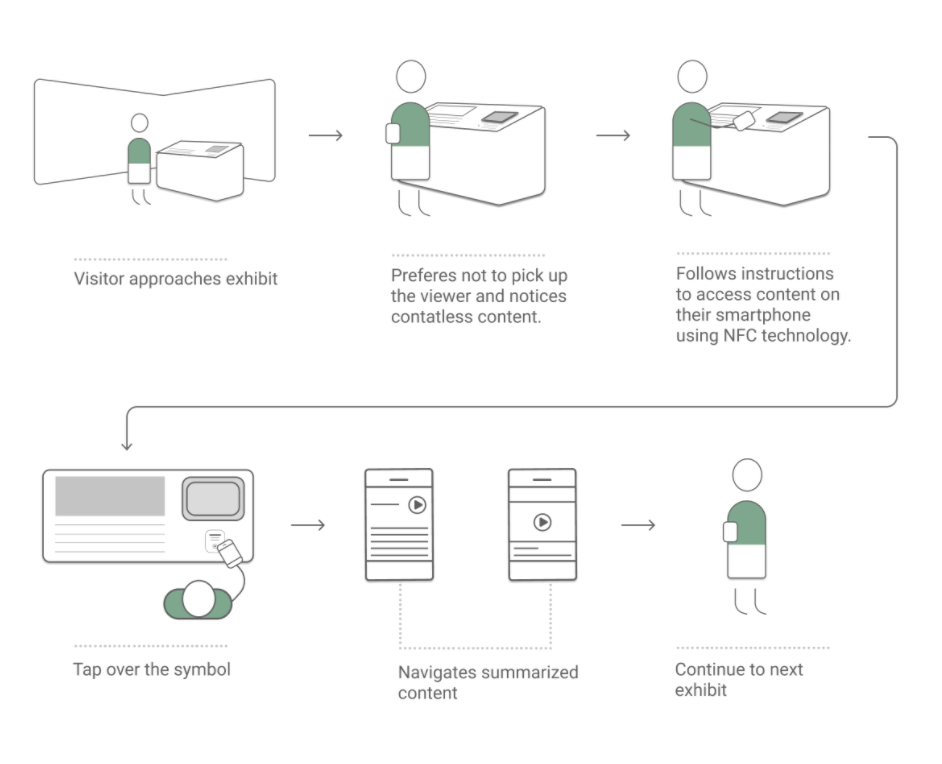 Visitor approaches exhibit
Preferes not to pick up
the viewer and notices
contatless content.
Follows instructions
to access content on
their smartphone
using NFC technology.
Tap over the symbol
Navigates summarized
content
Continue to next
exhibit